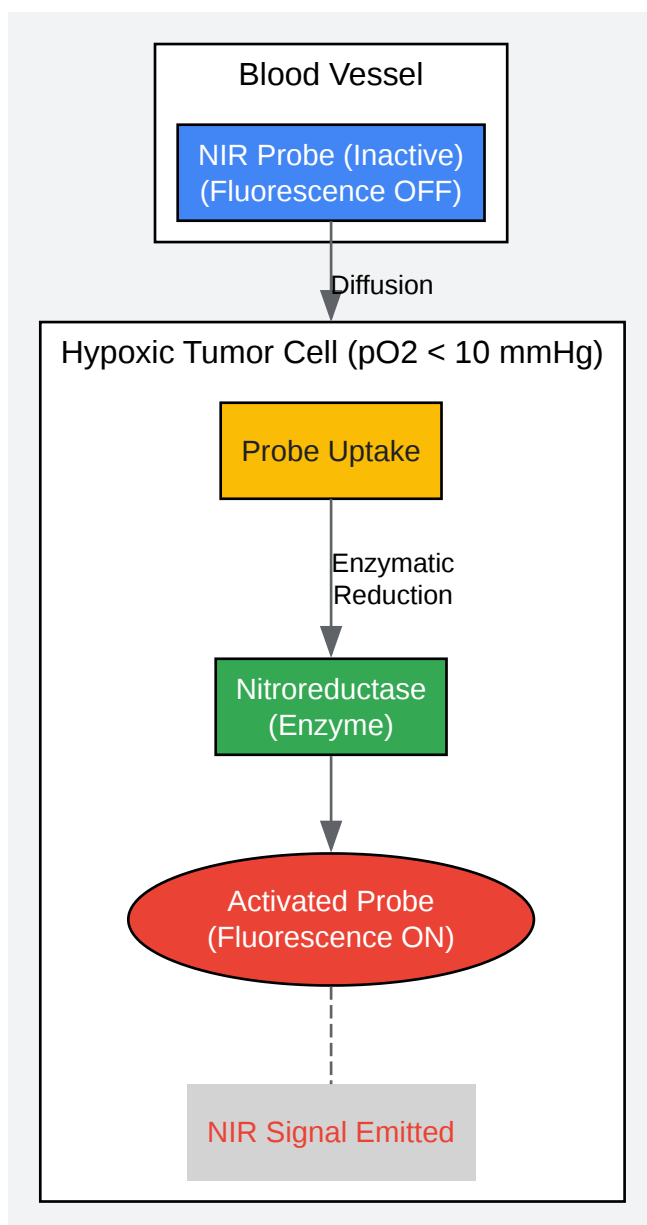 Blood Vessel
NIR Probe (Inactive)
(Fluorescence OFF)
Diffusion
Hypoxic Tumor Cell (pO2 < 10 mmHg)
Probe Uptake
Enzymatic
Reduction
Nitroreductase
(Enzyme)
Activated Probe
(Fluorescence ON)
NIR Signal Emitted